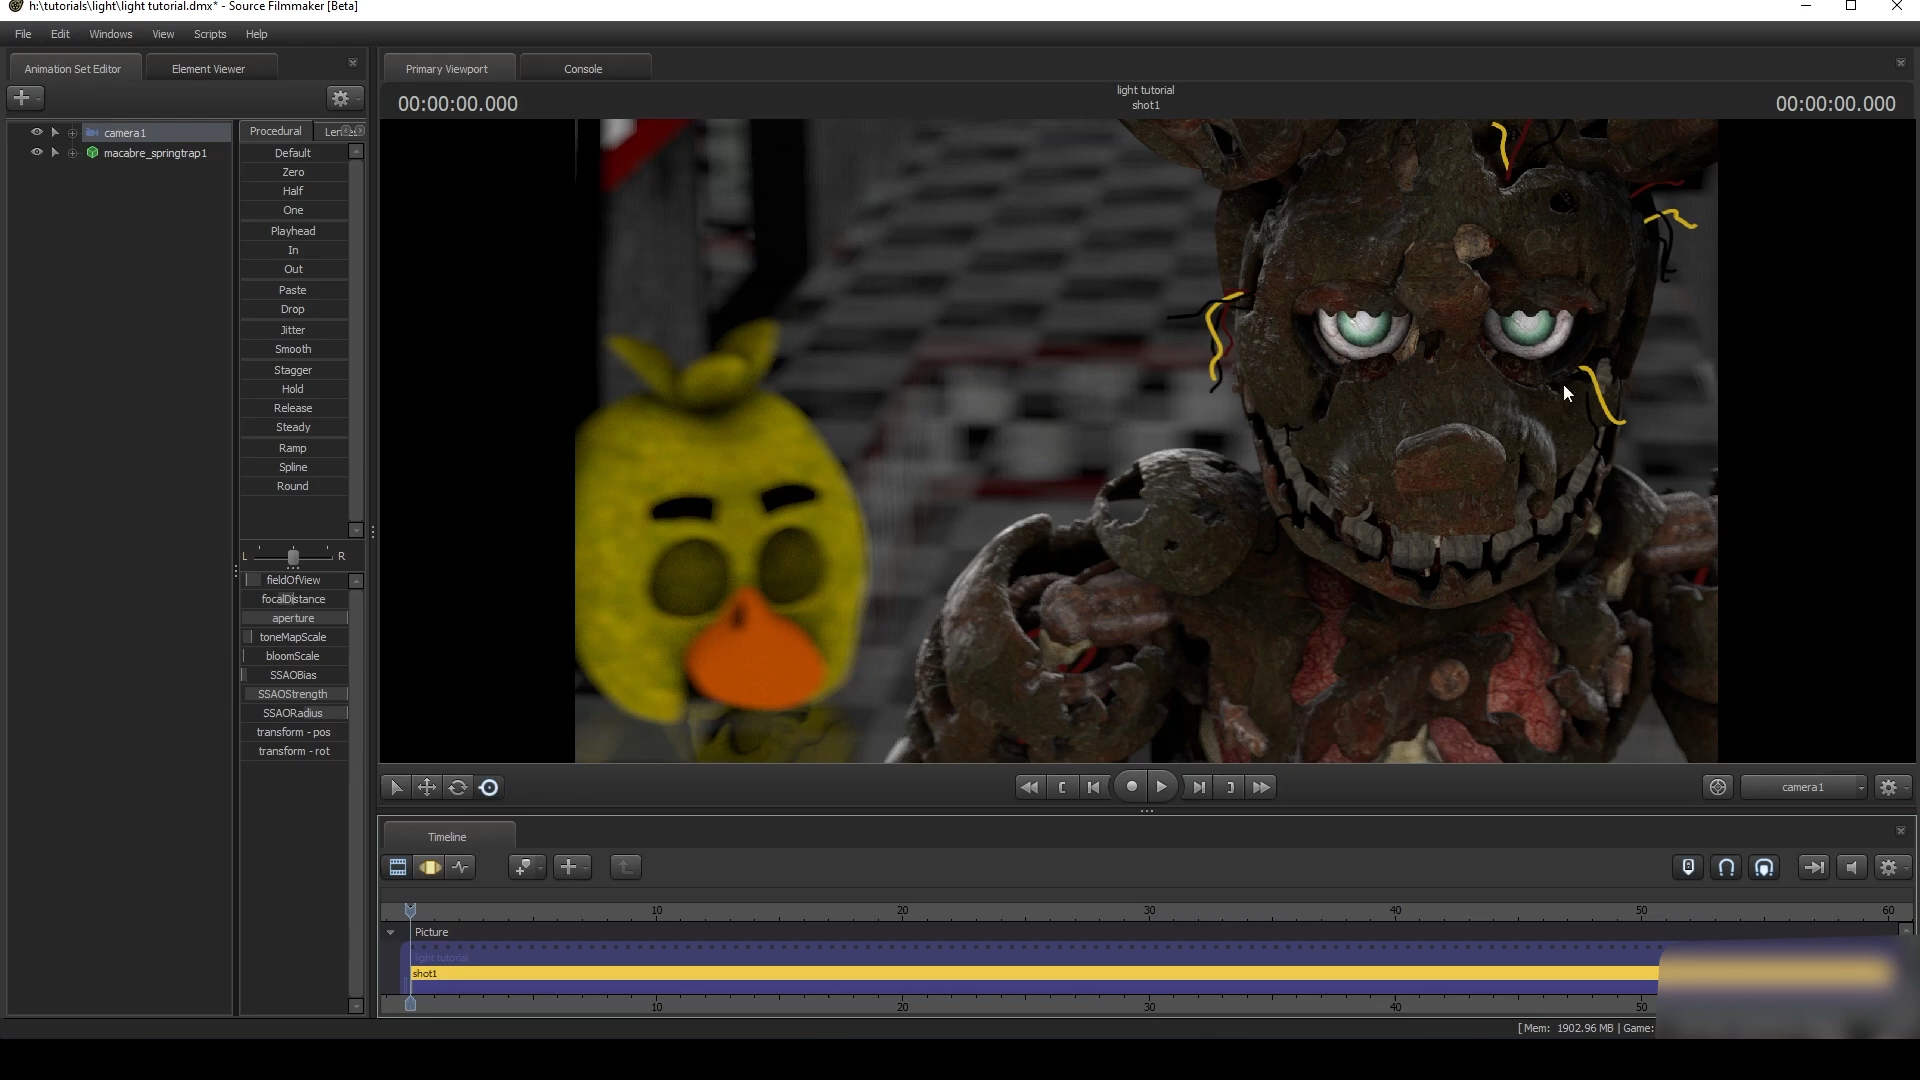 h:\tutorials\light\light tutorial.dmx* - Source Filmmaker [Beta]
File Edit Windows View Scripts Help
Animation Set Editor Element Viewer Primary Viewport Console
00:00:00.000 light tutorial 00:00:00.000
shot1
camera1
macabre_springtrap1
Procedural
Default
Zero
Half
One
Playhead
In
Out
Paste
Drop
Jitter
Smooth
Stagger
Hold
Release
Steady
Ramp
Spline
Round
L R
fieldOfView
focalDistance
aperture
toneMapScale
bloomScale
SSAOBias
SSAOStrength
SSAORadius
transform - pos
transform - rot
camera1
Timeline
10 20 30 40 50 60
Picture
light tutorial
shot1
10 20 30 40 50
[ Mem: 1902.96 MB | Game: